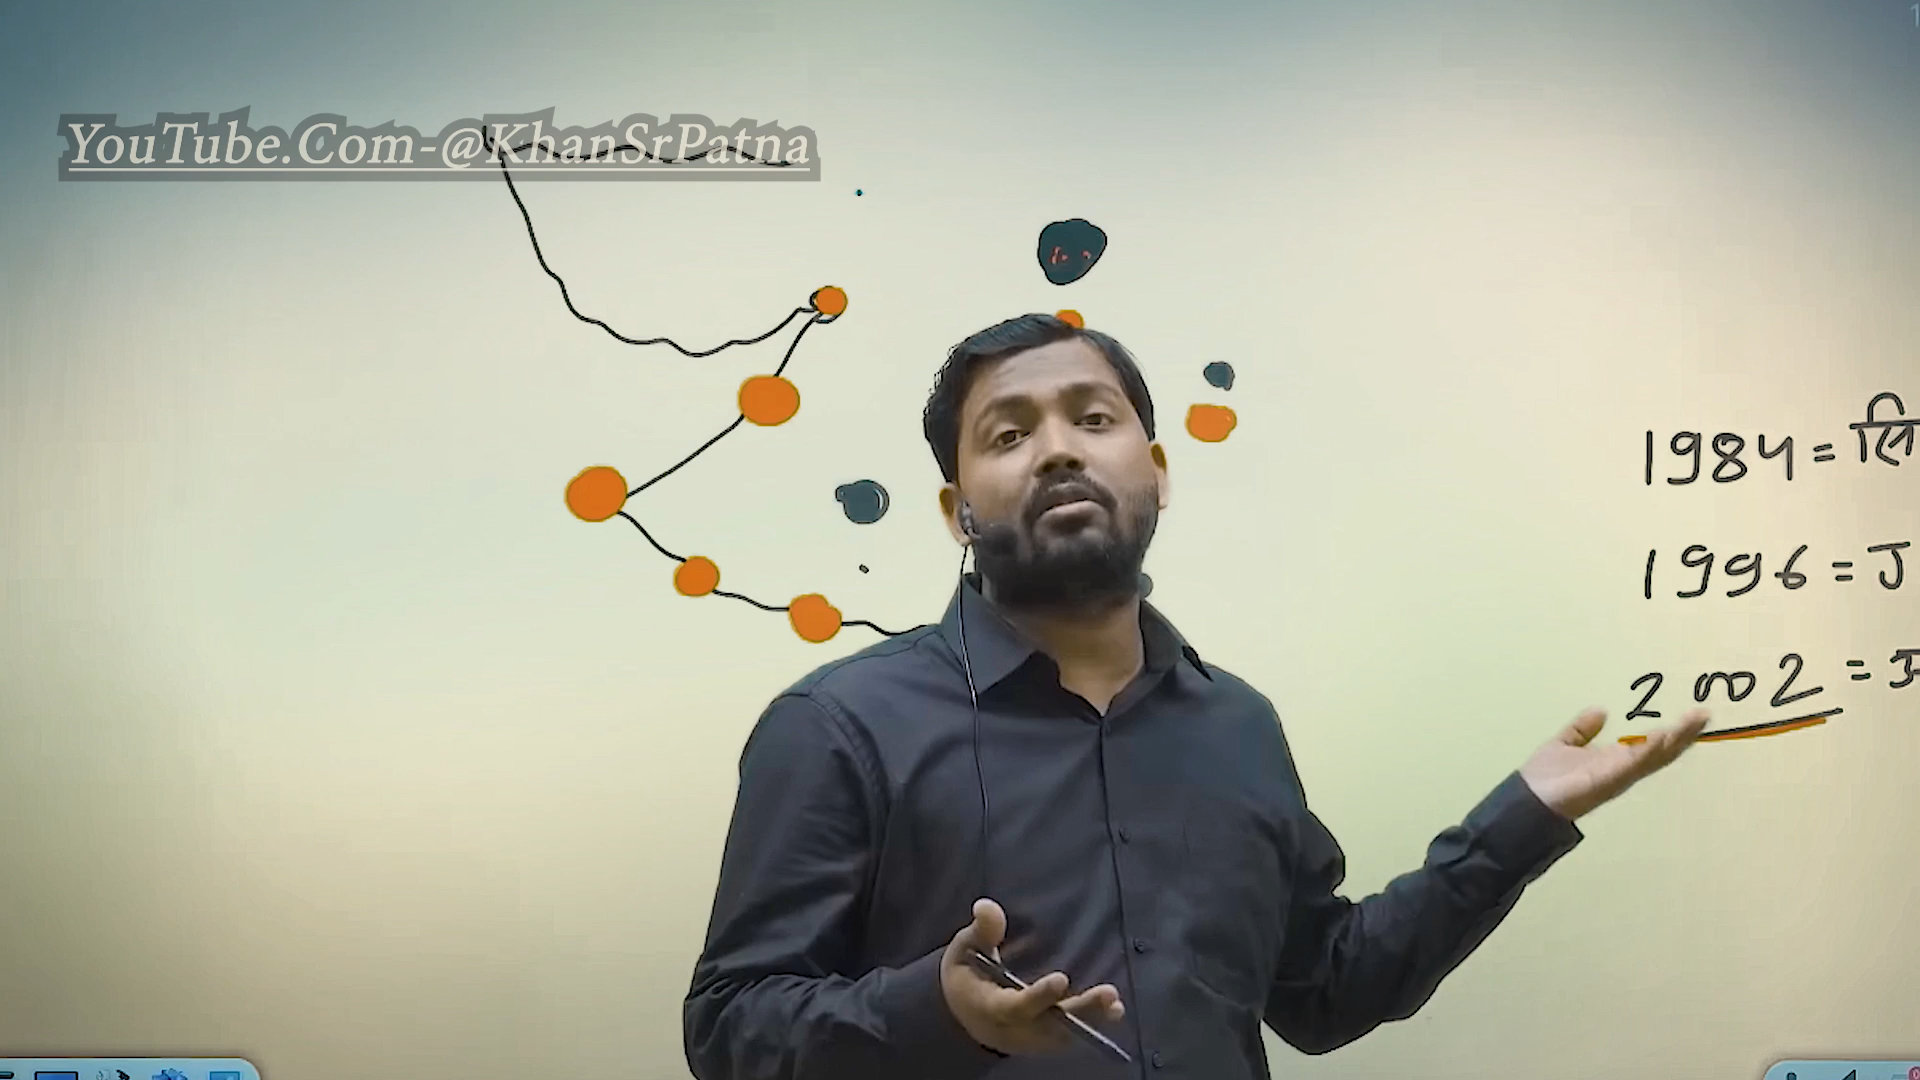 YouTube.Com-@KhanSrPatna
1984 = सि
1996 = J
2002 =